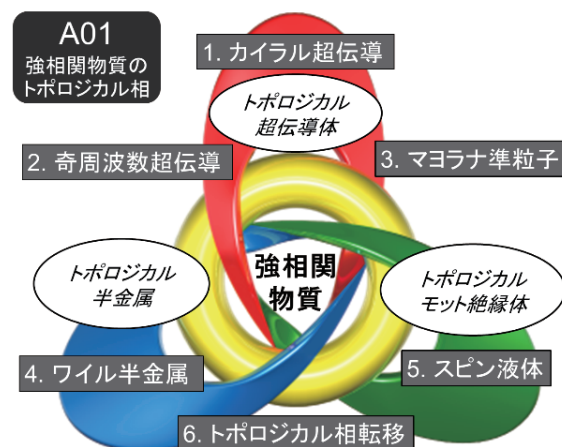 A01
強相関物質の
トポロジカル相
1. カイラル超伝導
トポロジカル
超伝導体
2. 奇周波数超伝導
3. マヨラナ準粒子
トポロジカル
半金属
強相関
物質
トポロジカル
モット絶縁体
4. ワイル半金属
5. スピン液体
6. トポロジカル相転移